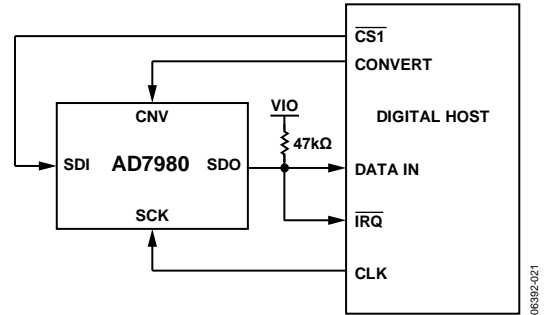 CS1
CONVERT
VIO
CNV
DIGITAL HOST
47kΩ
SDI
AD7980
SDO
DATA IN
SCK
IRQ
CLK
06392-021